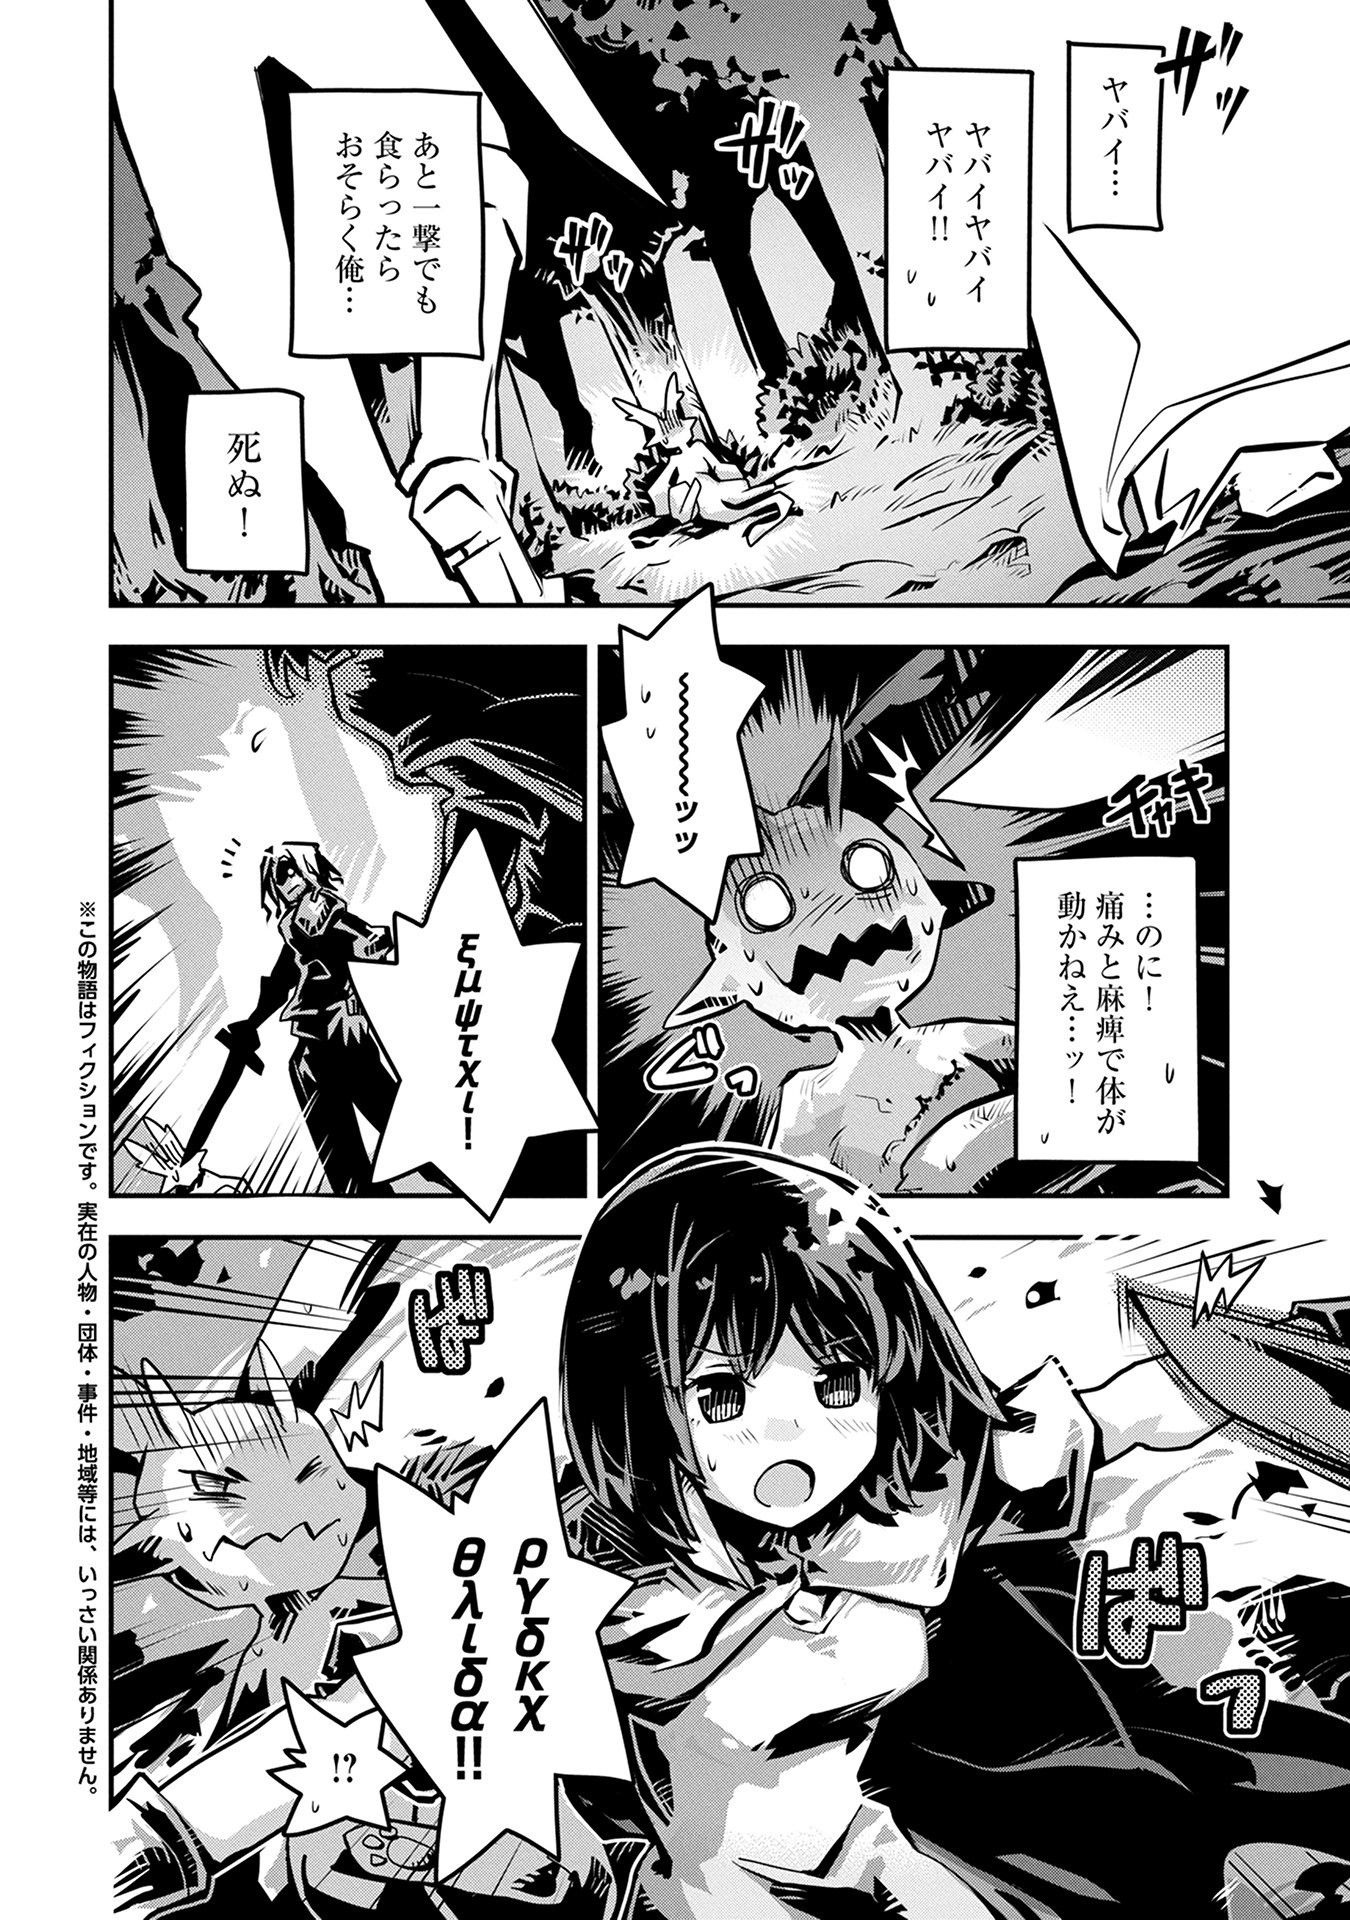 ザッ
ヤバイ…
ヤバイヤバイ
ヤバイ!!
ザッ
ザッ
あと一撃でも
食らったら
おそらく俺…
死ぬ!
チャキ
…のに!
痛みと麻痺で体が
動かねえ…ッ!
〜〜〜〜〜ッッ
ぐっ
ξμψτχι!
ばっ
ばっ
ργδκχ
θλιδα!!
!?
※この物語はフィクションです。実在の人物・団体・事件・地域等には、いっさい関係ありません。